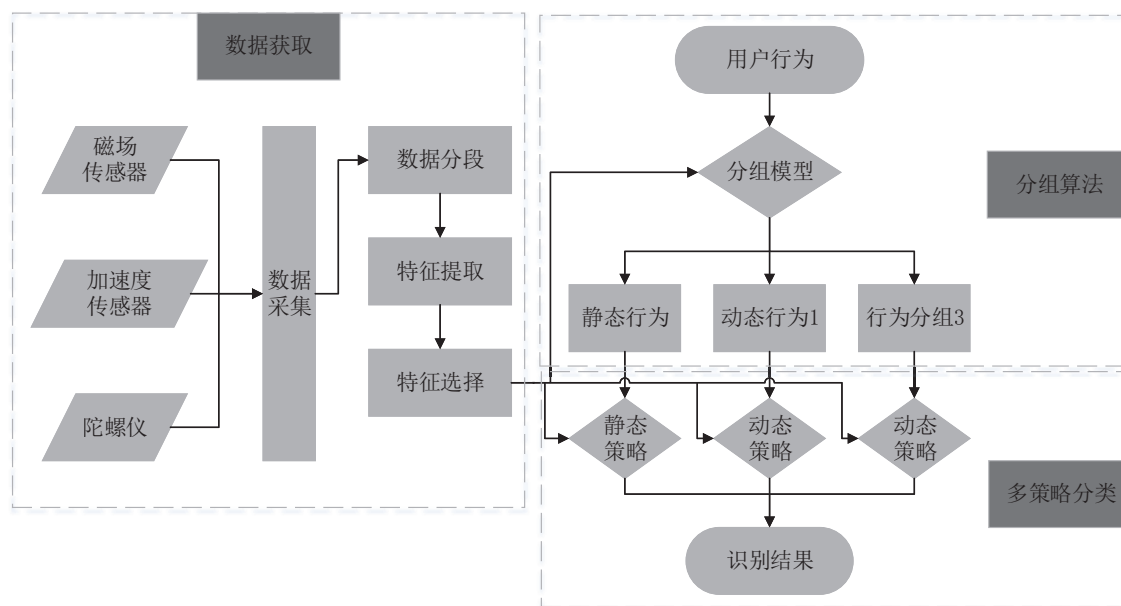 数据获取
磁场
传感器
加速度
传感器
陀螺仪
数据
采集
数据分段
特征提取
特征选择
用户行为
分组模型
分组算法
静态行为
动态行为1
行为分组3
静态
策略
动态
策略
动态
策略
多策略分类
识别结果